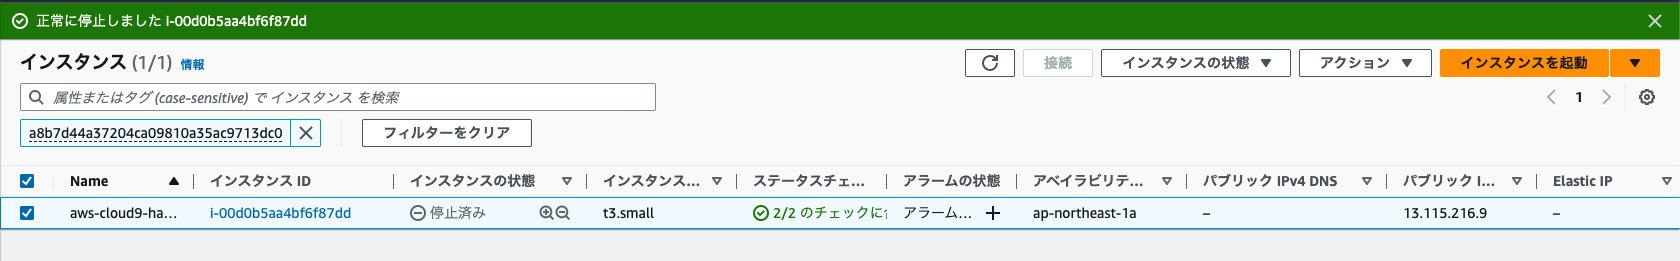 正常に停止しました i-00d0b5aa4bf6f87dd
インスタンス (1/1) 情報
接続 インスタンスの状態 アクション インスタンスを起動
属性またはタグ (case-sensitive) で インスタンス を検索
1
a8b7d44a37204ca09810a35ac9713dc0 フィルターをクリア
Name インスタンス ID インスタンスの状態 インスタンス... ステータスチェ... アラームの状態 アベイラビリテ... パブリック IPv4 DNS パブリック I... Elastic IP
aws-cloud9-ha... i-00d0b5aa4bf6f87dd 停止済み t3.small 2/2 のチェックに アラーム... ap-northeast-1a – 13.115.216.9 –